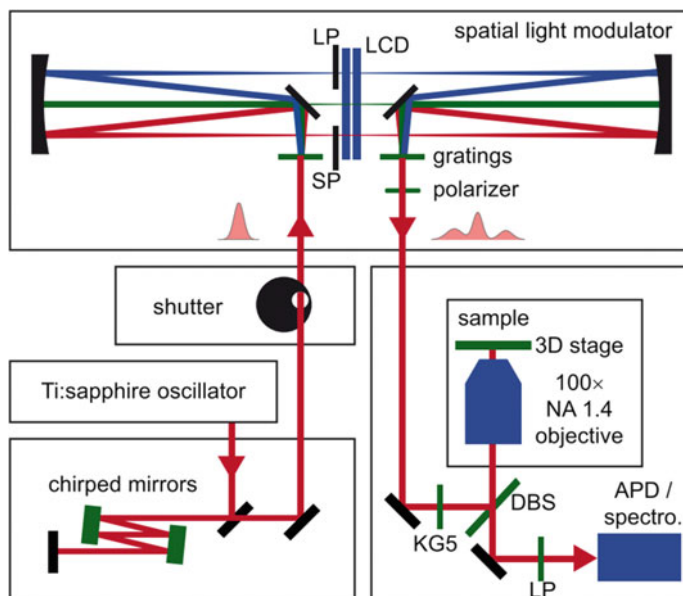 LP
LCD
spatial light modulator
SP
gratings
polarizer
shutter
sample
3D stage
100×
NA 1.4
objective
Ti:sapphire oscillator
chirped mirrors
DBS
APD /
spectro.
KG5
LP